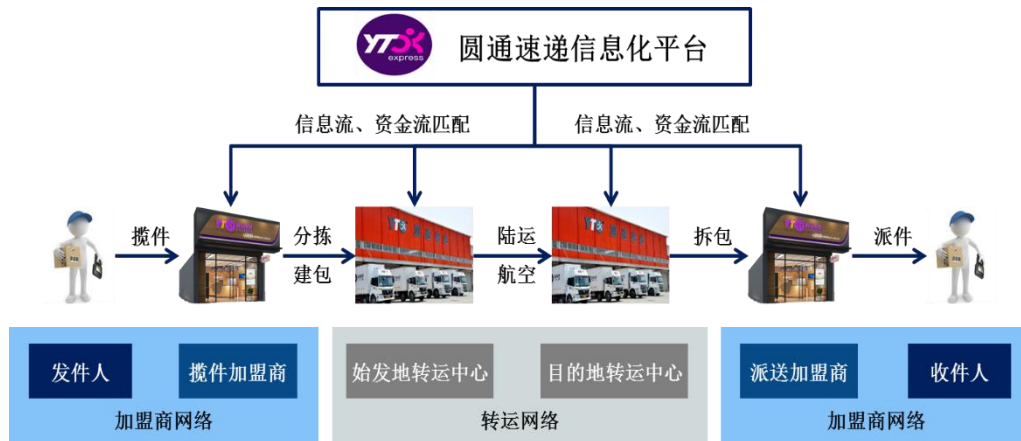 YTO
express
圆通速递信息化平台
信息流、资金流匹配
信息流、资金流匹配
揽件
分拣
建包
陆运
航空
拆包
派件
发件人
揽件加盟商
始发地转运中心
目的地转运中心
派送加盟商
收件人
加盟商网络
转运网络
加盟商网络